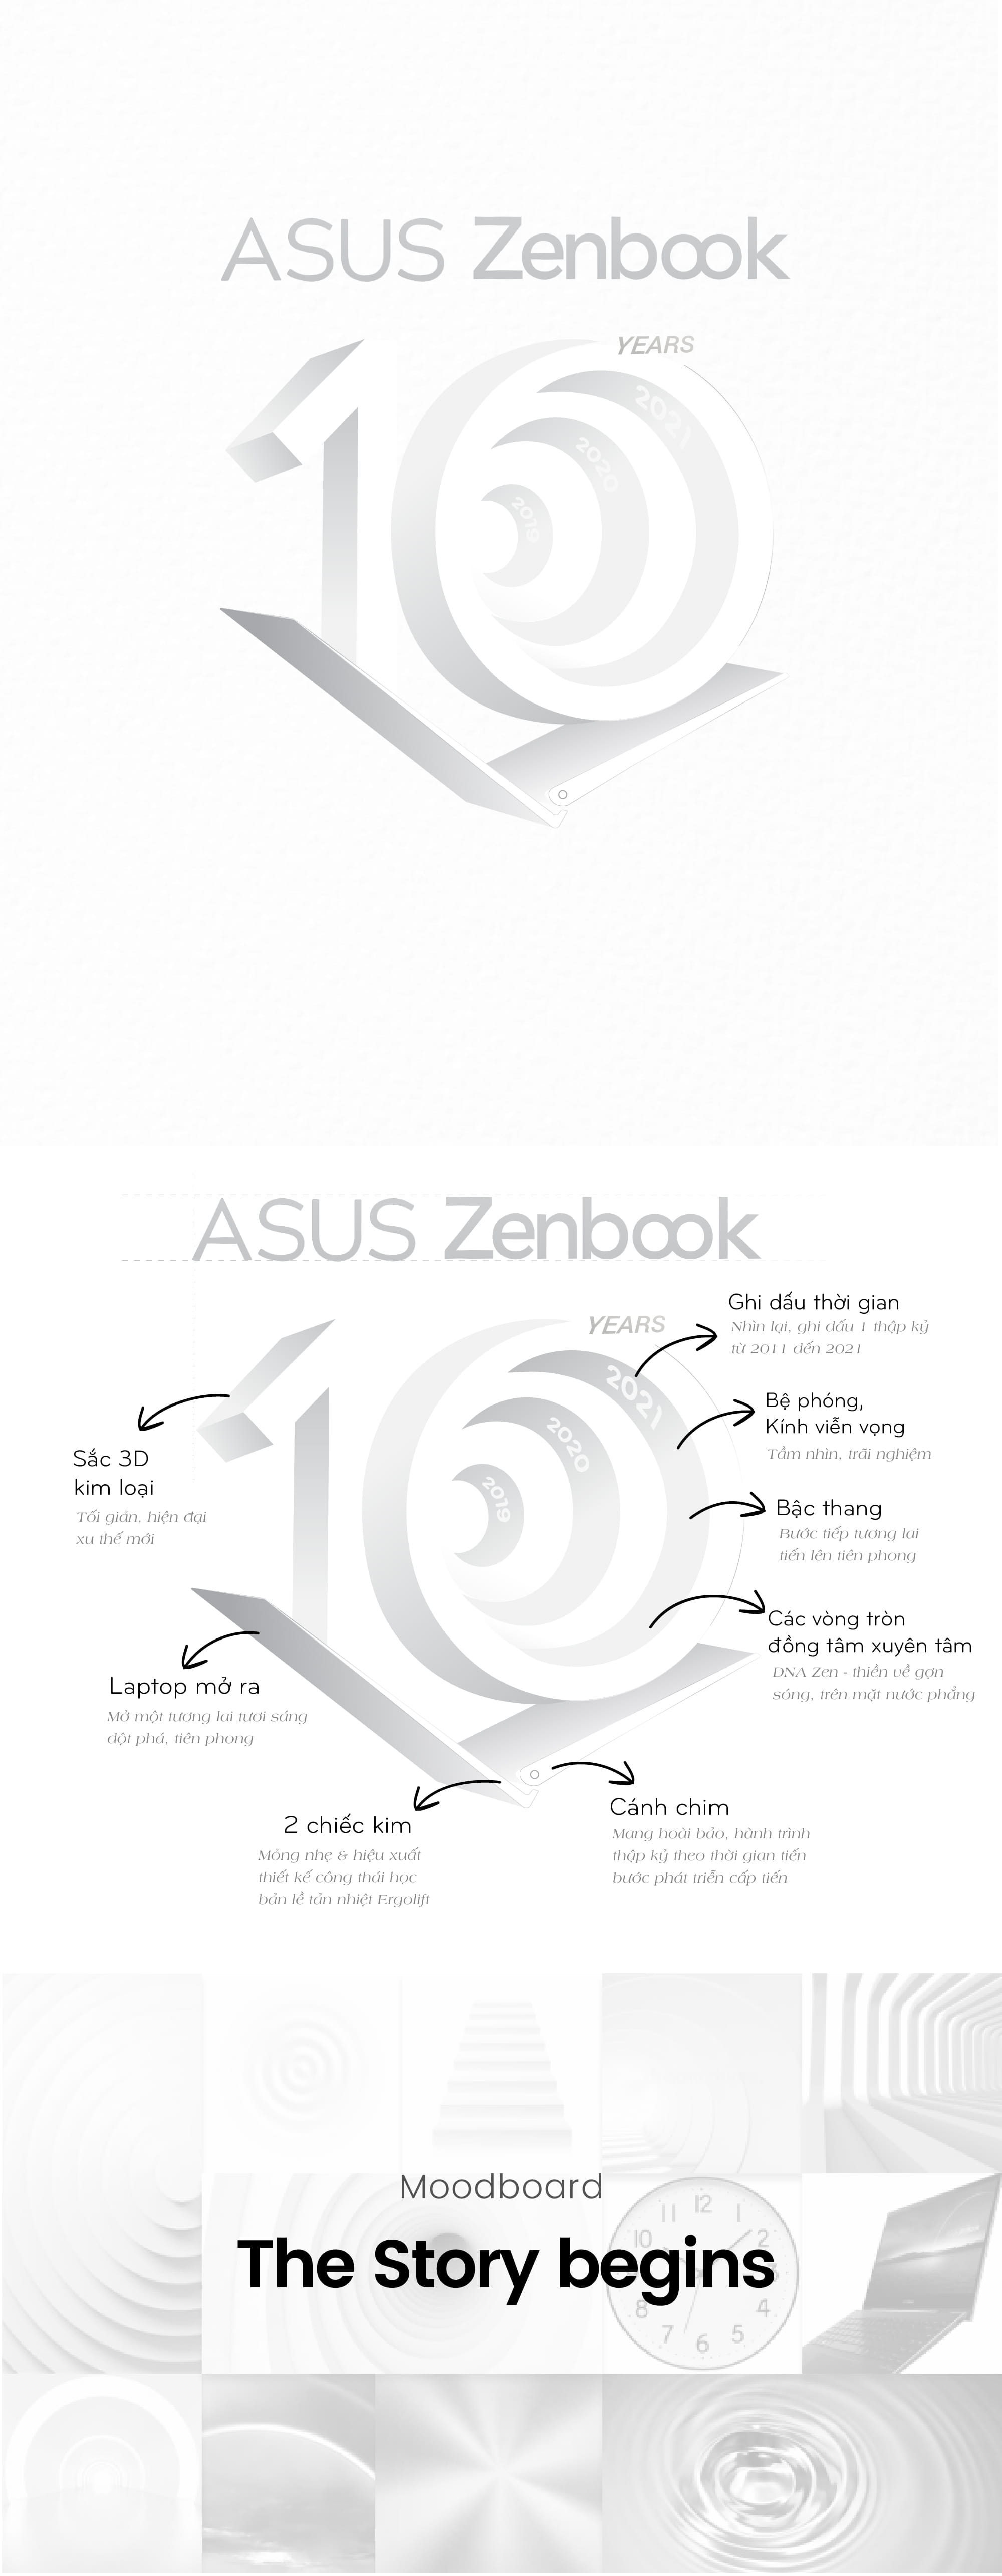 ASUS Zenbook
YEARS
2021
2020
2019
ASUS Zenbook
YEARS
2021
2020
2019
Ghi dấu thời gian
Nhìn lại, ghi dấu 1 thập kỷ
từ 2011 đến 2021
Bệ phóng,
Kính viễn vọng
Tầm nhìn, trãi nghiệm
Sắc 3D
kim loại
Tối giản, hiện đại
xu thế mới
Bậc thang
Bước tiếp tương lai
tiến lên tiên phong
Các vòng tròn
đồng tâm xuyên tâm
DNA Zen - thiền về gợn
sóng, trên mặt nước phẳng
Laptop mở ra
Mở một tương lai tươi sáng
đột phá, tiên phong
2 chiếc kim
Mỏng nhẹ & hiệu xuất
thiết kế công thái học
bản lề tản nhiệt Ergolift
Cánh chim
Mang hoài bảo, hành trình
thập kỷ theo thời gian tiến
bước phát triễn cấp tiến
Moodboard
The Story begins
11 12
10 2
8 4
7 6 5